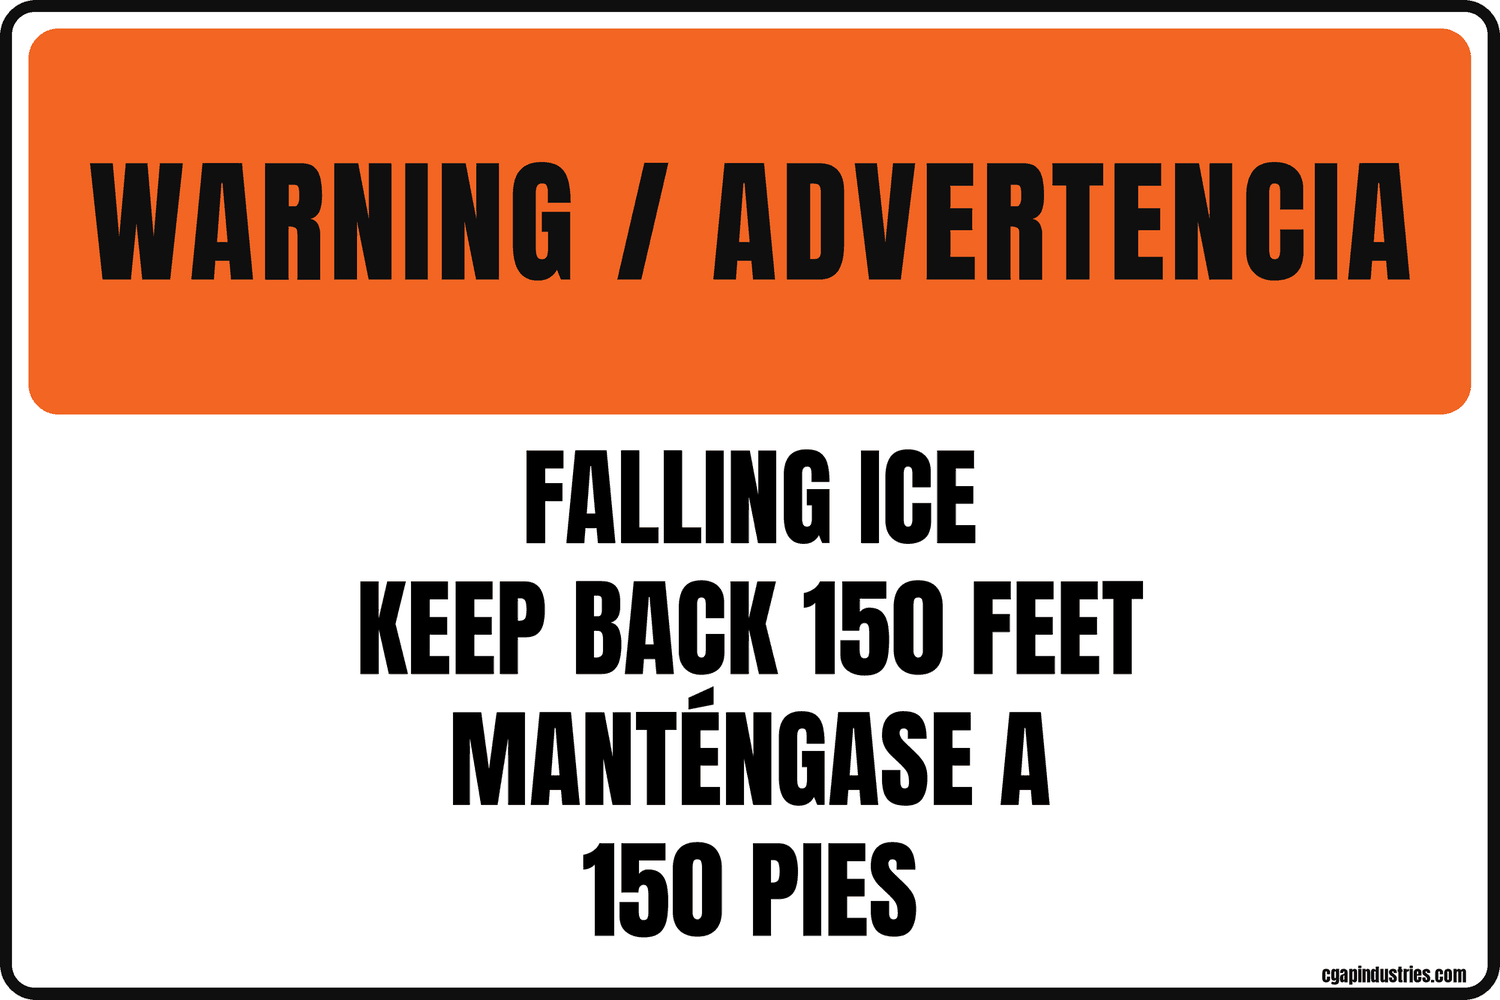 WARNING / ADVERTENCIA
FALLING ICE
KEEP BACK 150 FEET
MANTÉNGASE A
150 PIES
cgapindustries.com